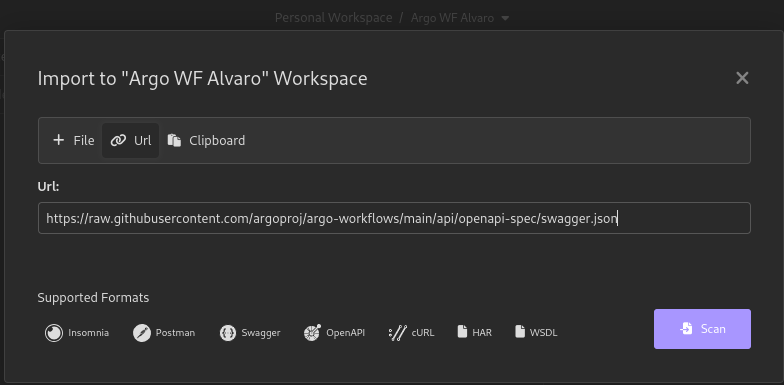 Personal Workspace / Argo WF Alvaro
Import to "Argo WF Alvaro" Workspace
File Url Clipboard
Url:
https://raw.githubusercontent.com/argoproj/argo-workflows/main/api/openapi-spec/swagger.json
Supported Formats
Insomnia Postman Swagger OpenAPI cURL HAR WSDL
Scan